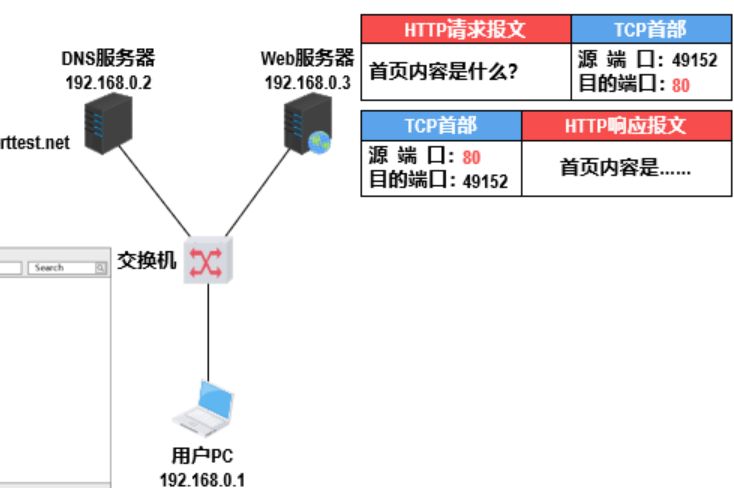 DNS服务器
192.168.0.2
Web服务器
192.168.0.3
rttest.net
HTTP请求报文
TCP首部
首页内容是什么？
源 端 口：49152
目的端口：80
TCP首部
HTTP响应报文
源 端 口：80
目的端口：49152
首页内容是……
Search
交换机
用户PC
192.168.0.1